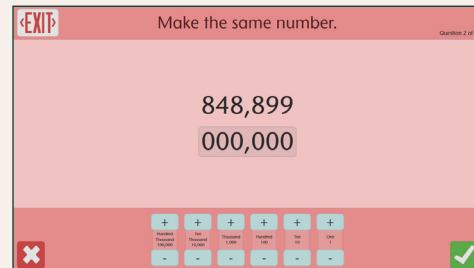 ‹EXIT›
Make the same number.
Question 2 of
848,899
000,000
+ + + + + +
Hundred Thousand 100,000
Ten Thousand 10,000
Thousand 1,000
Hundred 100
Ten 10
One 1
- - - - - -